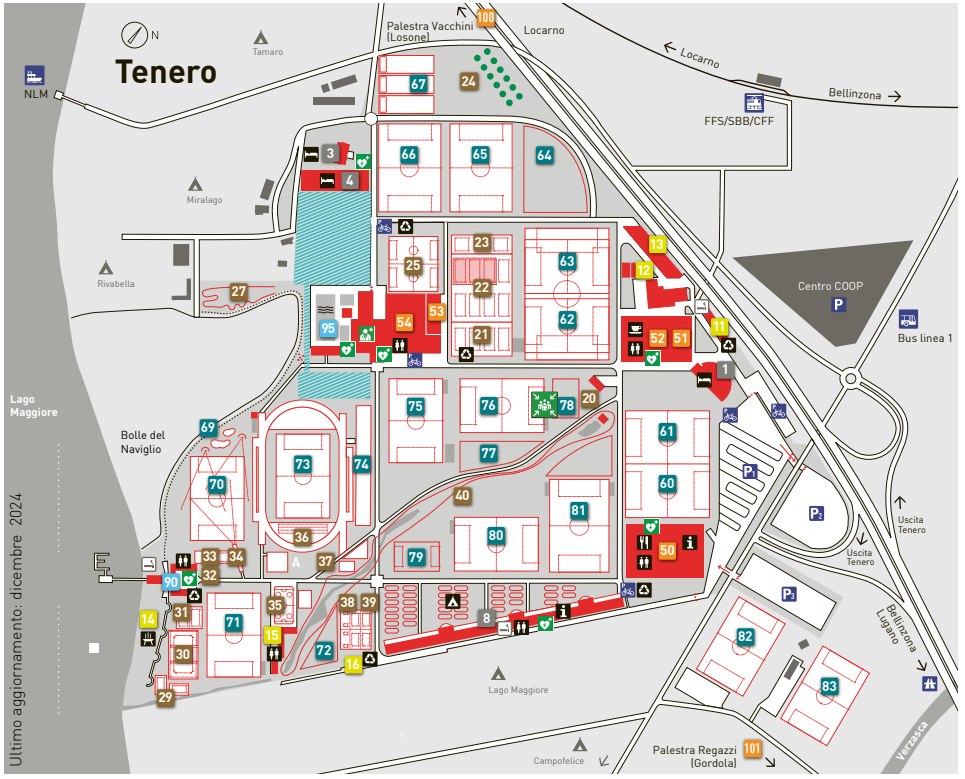 Palestra Vacchini
(Losone)
100
Locarno
N
Tamaro
Tenero
NLM
67
24
Locarno
Bellinzona
FFS/SBB/CFF
3
4
66
65
64
Miralago
23
25
22
63
13
12
Rivabella
27
Centro COOP
P
95
54
53
21
62
52
51
11
Bus linea 1
1
Lago
Maggiore
Bolle del
Naviglio
69
70
73
74
75
76
78
20
77
61
60
P1
40
36
A
37
79
80
81
50
P2
Uscita
Tenero
Uscita
Tenero
33
34
32
90
P3
Bellinzona
Lugano
14
31
30
29
71
35
15
38
39
72
16
8
82
83
Lago Maggiore
Campofelice
Palestra Regazzi
(Gordola)
101
Verzasca
Ultimo aggiornamento: dicembre 2024